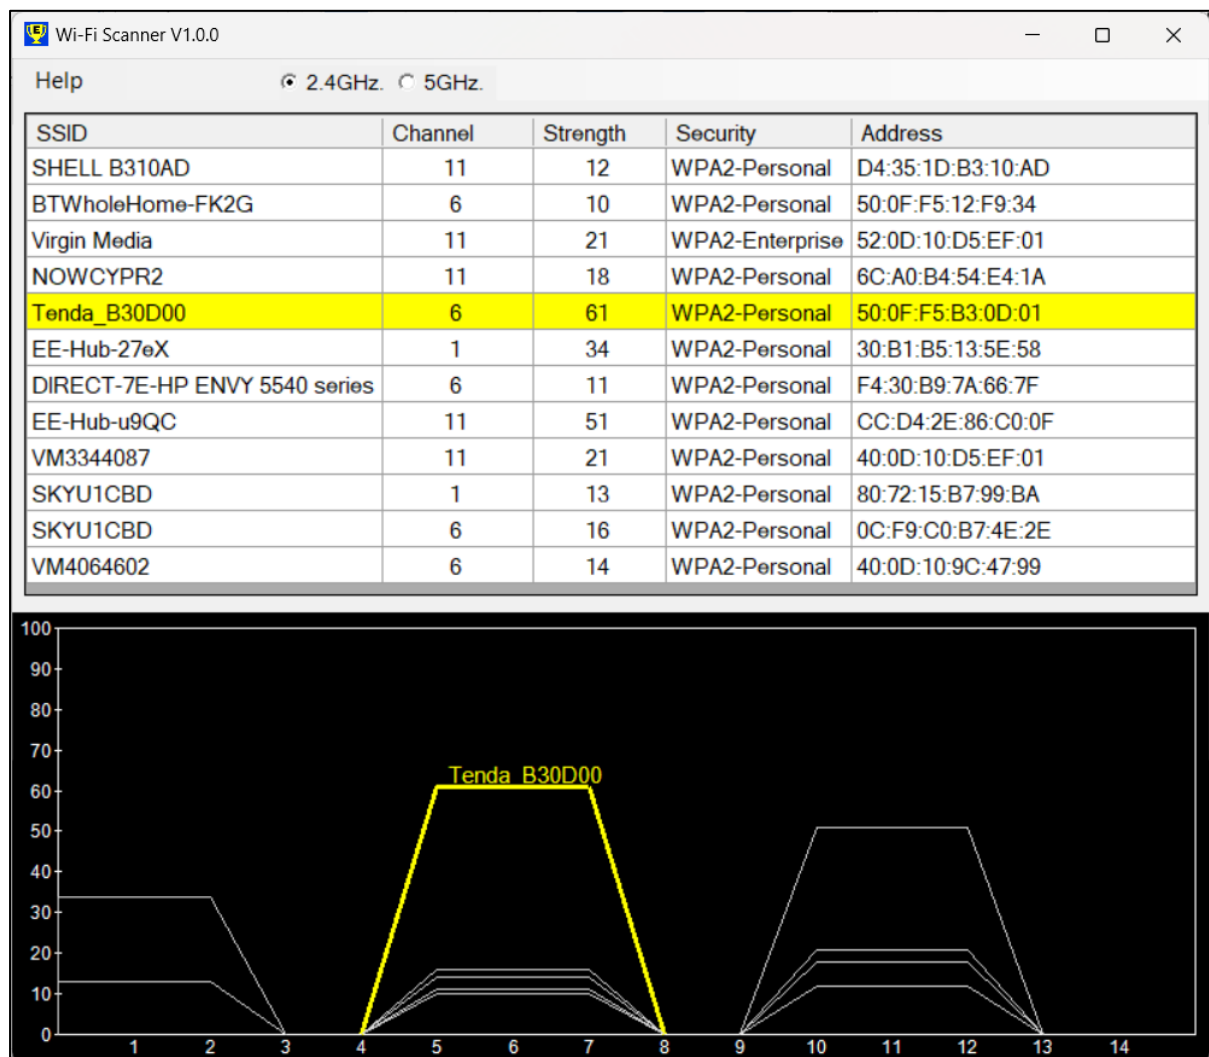 Wi-Fi Scanner V1.0.0
Help 2.4GHz. 5GHz.
SSID Channel Strength Security Address
SHELL B310AD 11 12 WPA2-Personal D4:35:1D:B3:10:AD
BTWholeHome-FK2G 6 10 WPA2-Personal 50:0F:F5:12:F9:34
Virgin Media 11 21 WPA2-Enterprise 52:0D:10:D5:EF:01
NOWCYPR2 11 18 WPA2-Personal 6C:A0:B4:54:E4:1A
Tenda_B30D00 6 61 WPA2-Personal 50:0F:F5:B3:0D:01
EE-Hub-27eX 1 34 WPA2-Personal 30:B1:B5:13:5E:58
DIRECT-7E-HP ENVY 5540 series 6 11 WPA2-Personal F4:30:B9:7A:66:7F
EE-Hub-u9QC 11 51 WPA2-Personal CC:D4:2E:86:C0:0F
VM3344087 11 21 WPA2-Personal 40:0D:10:D5:EF:01
SKYU1CBD 1 13 WPA2-Personal 80:72:15:B7:99:BA
SKYU1CBD 6 16 WPA2-Personal 0C:F9:C0:B7:4E:2E
VM4064602 6 14 WPA2-Personal 40:0D:10:9C:47:99
100
90
80
70
Tenda_B30D00
60
50
40
30
20
10
0
1 2 3 4 5 6 7 8 9 10 11 12 13 14